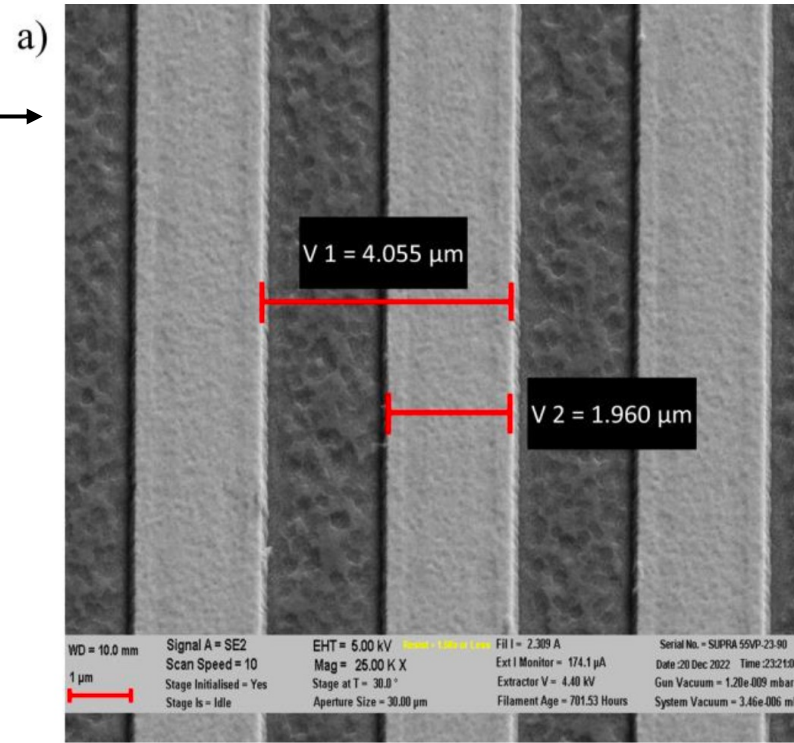 a)
V 1 = 4.055 µm
V 2 = 1.960 µm
WD = 10.0 mm
1 µm
Signal A = SE2
Scan Speed = 10
Stage Initialised = Yes
Stage Is = Idle
EHT = 5.00 kV
Mag = 25.00 K X
Stage at T = 30.0 °
Aperture Size = 30.00 µm
Fil I = 2.309 A
Ext I Monitor = 174.1 µA
Extractor V = 4.40 kV
Filament Age = 701.53 Hours
Serial No. = SUPRA 55VP-23-90
Date :20 Dec 2022 Time :23:21:0
Gun Vacuum = 1.20e-009 mbar
System Vacuum = 3.46e-006